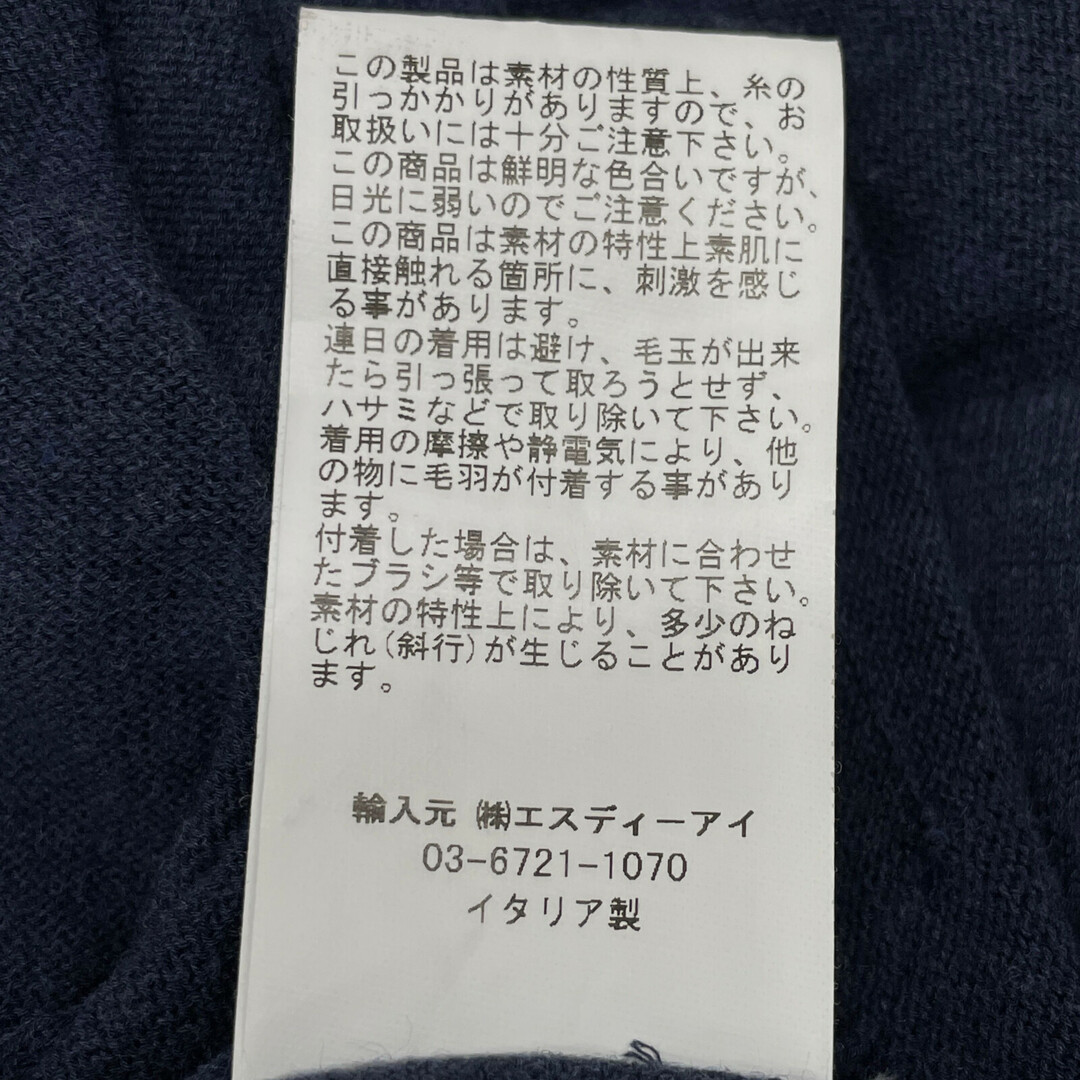 この製品は素材の性質上、糸の
引っかかりがありますので、お
取扱いには十分ご注意下さい。
この商品は鮮明な色合いですが、
日光に弱いのでご注意ください。
この商品は素材の特性上素肌に
直接触れる箇所に、刺激を感じ
る事があります。
連日の着用は避け、毛玉が出来
たら引っ張って取ろうとせず、
ハサミなどで取り除いて下さい。
着用の摩擦や静電気により、他
の物に毛羽が付着する事があり
ます。
付着した場合は、素材に合わせ
たブラシ等で取り除いて下さい。
素材の特性上により、多少のね
じれ(斜行)が生じることがあり
ます。
輸入元 ㈱エスディーアイ
03-6721-1070
イタリア製